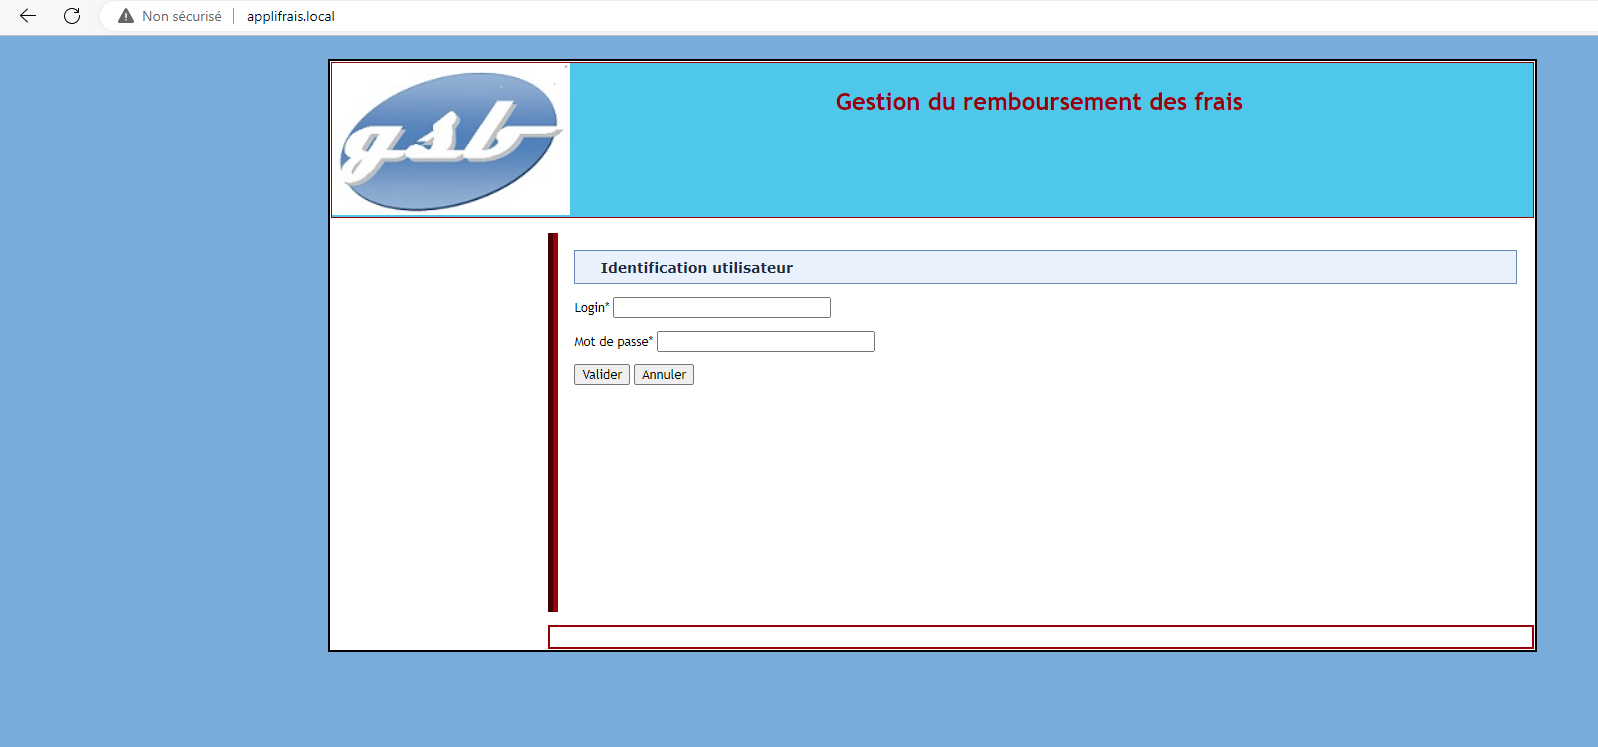 Non sécurisé | applifrais.local
gsb
Gestion du remboursement des frais
Identification utilisateur
Login*
Mot de passe*
Valider Annuler